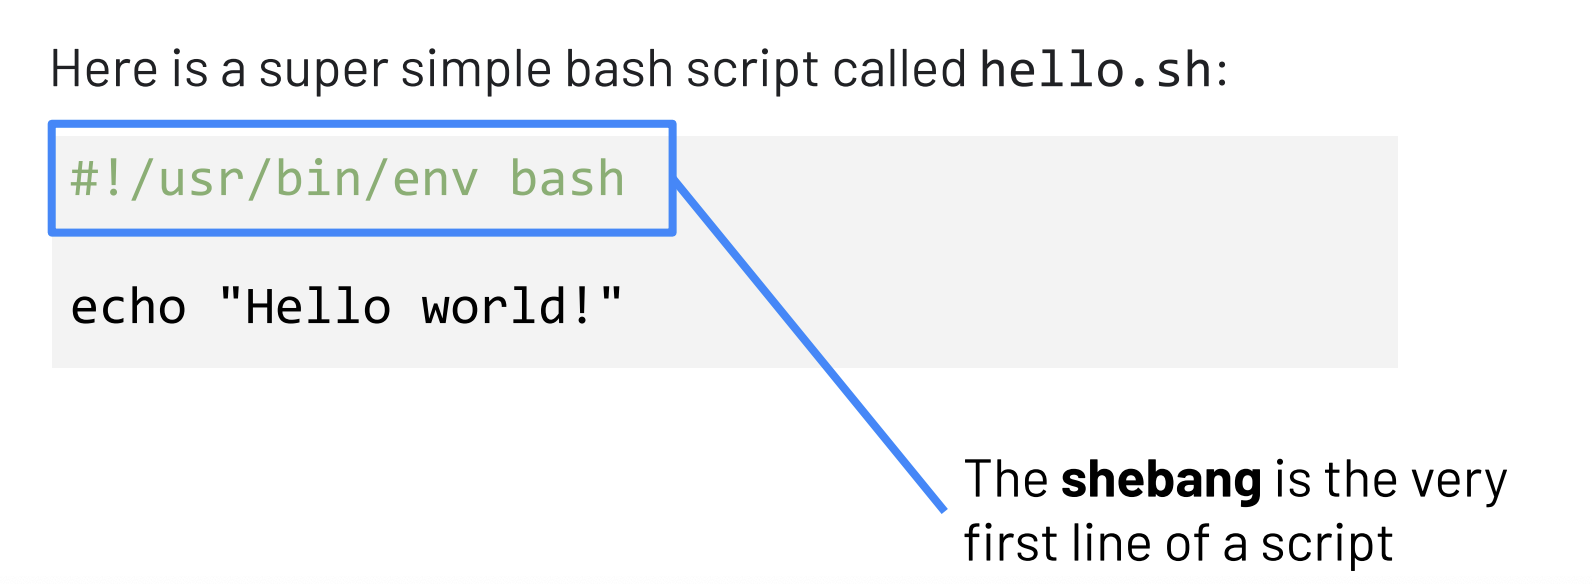 Here is a super simple bash script called hello.sh:
#!/usr/bin/env bash
echo "Hello world!"
The shebang is the very
first line of a script